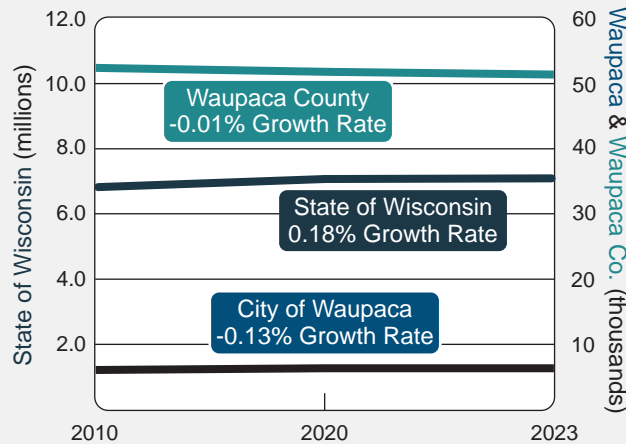 12.0
10.0
8.0
6.0
4.0
2.0
State of Wisconsin (millions)
60
50
40
30
20
10
Waupaca & Waupaca Co. (thousands)
Waupaca County
-0.01% Growth Rate
State of Wisconsin
0.18% Growth Rate
City of Waupaca
-0.13% Growth Rate
2010
2020
2023